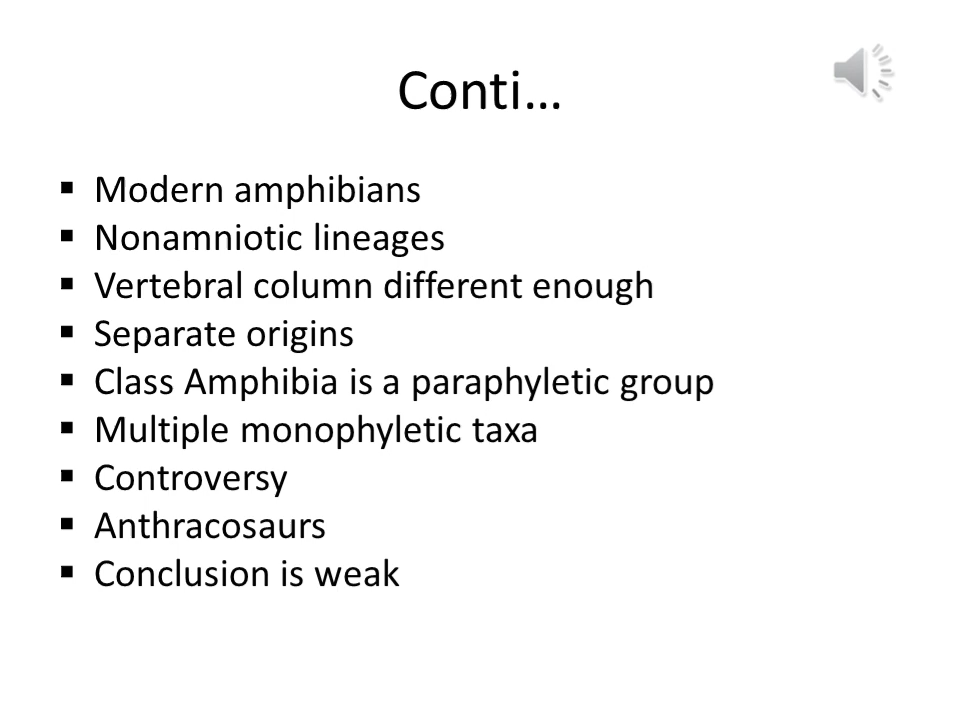 Conti…
▪ Modern amphibians
▪ Nonamniotic lineages
▪ Vertebral column different enough
▪ Separate origins
▪ Class Amphibia is a paraphyletic group
▪ Multiple monophyletic taxa
▪ Controversy
▪ Anthracosaurs
▪ Conclusion is weak